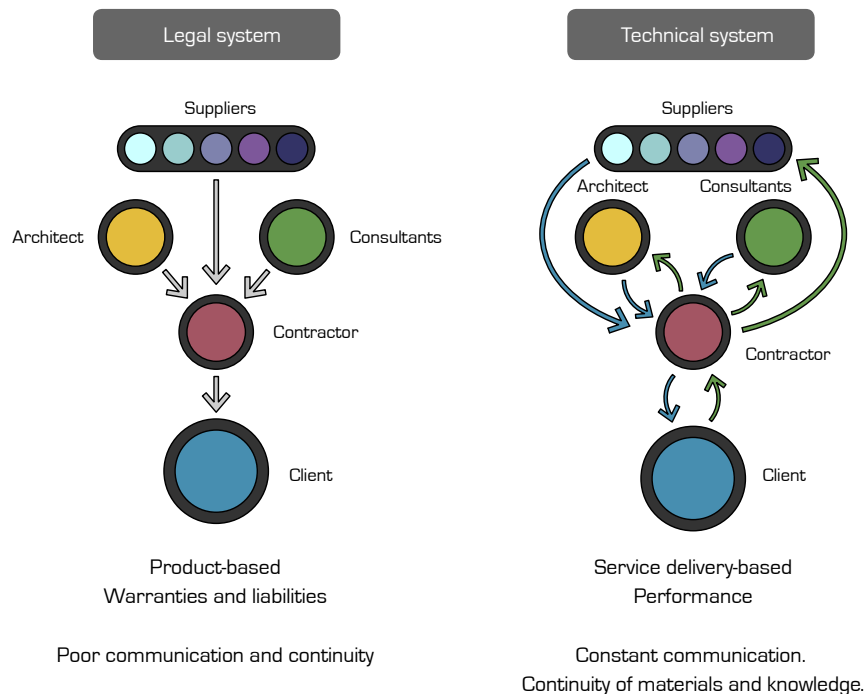 Legal system
Suppliers
Architect
Consultants
Contractor
Client
Product-based
Warranties and liabilities
Poor communication and continuity
Technical system
Suppliers
Architect
Consultants
Contractor
Client
Service delivery-based
Performance
Constant communication.
Continuity of materials and knowledge.